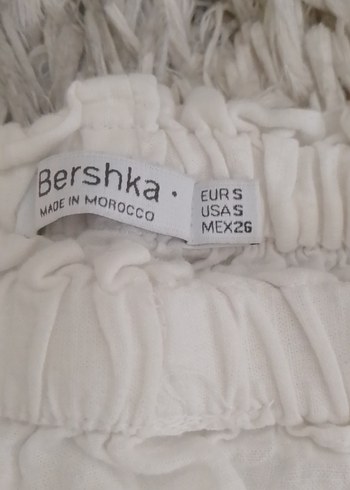 Bershka
MADE IN MOROCCO
EUR S
USA S
MEX 26